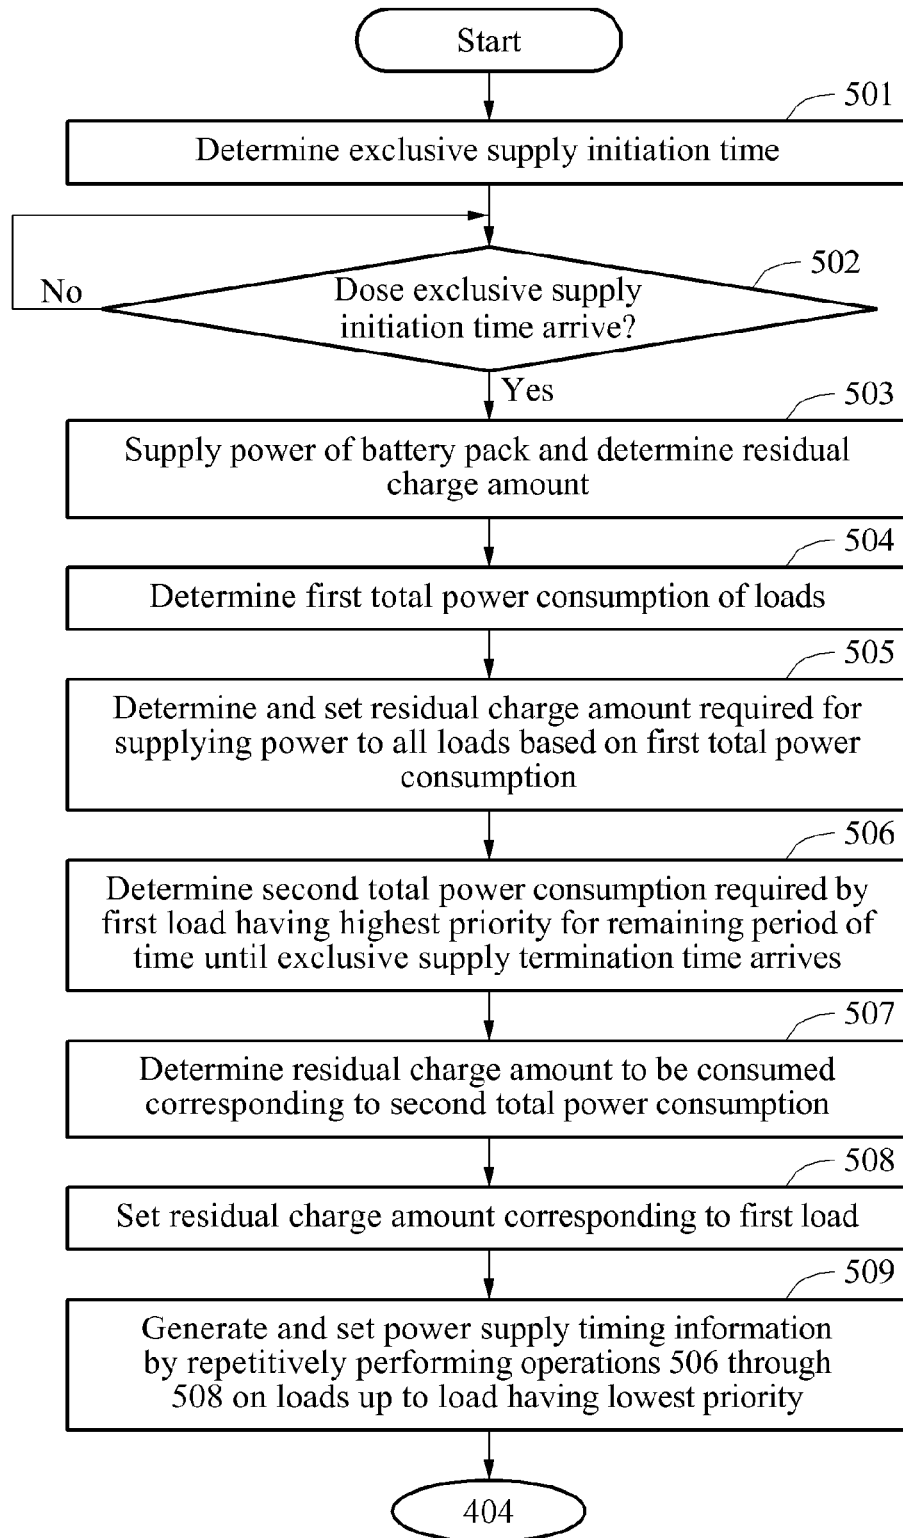 Start
501
Determine exclusive supply initiation time
502
No
Dose exclusive supply
initiation time arrive?
Yes
503
Supply power of battery pack and determine residual
charge amount
504
Determine first total power consumption of loads
505
Determine and set residual charge amount required for
supplying power to all loads based on first total power
consumption
506
Determine second total power consumption required by
first load having highest priority for remaining period of
time until exclusive supply termination time arrives
507
Determine residual charge amount to be consumed
corresponding to second total power consumption
508
Set residual charge amount corresponding to first load
509
Generate and set power supply timing information
by repetitively performing operations 506 through
508 on loads up to load having lowest priority
404